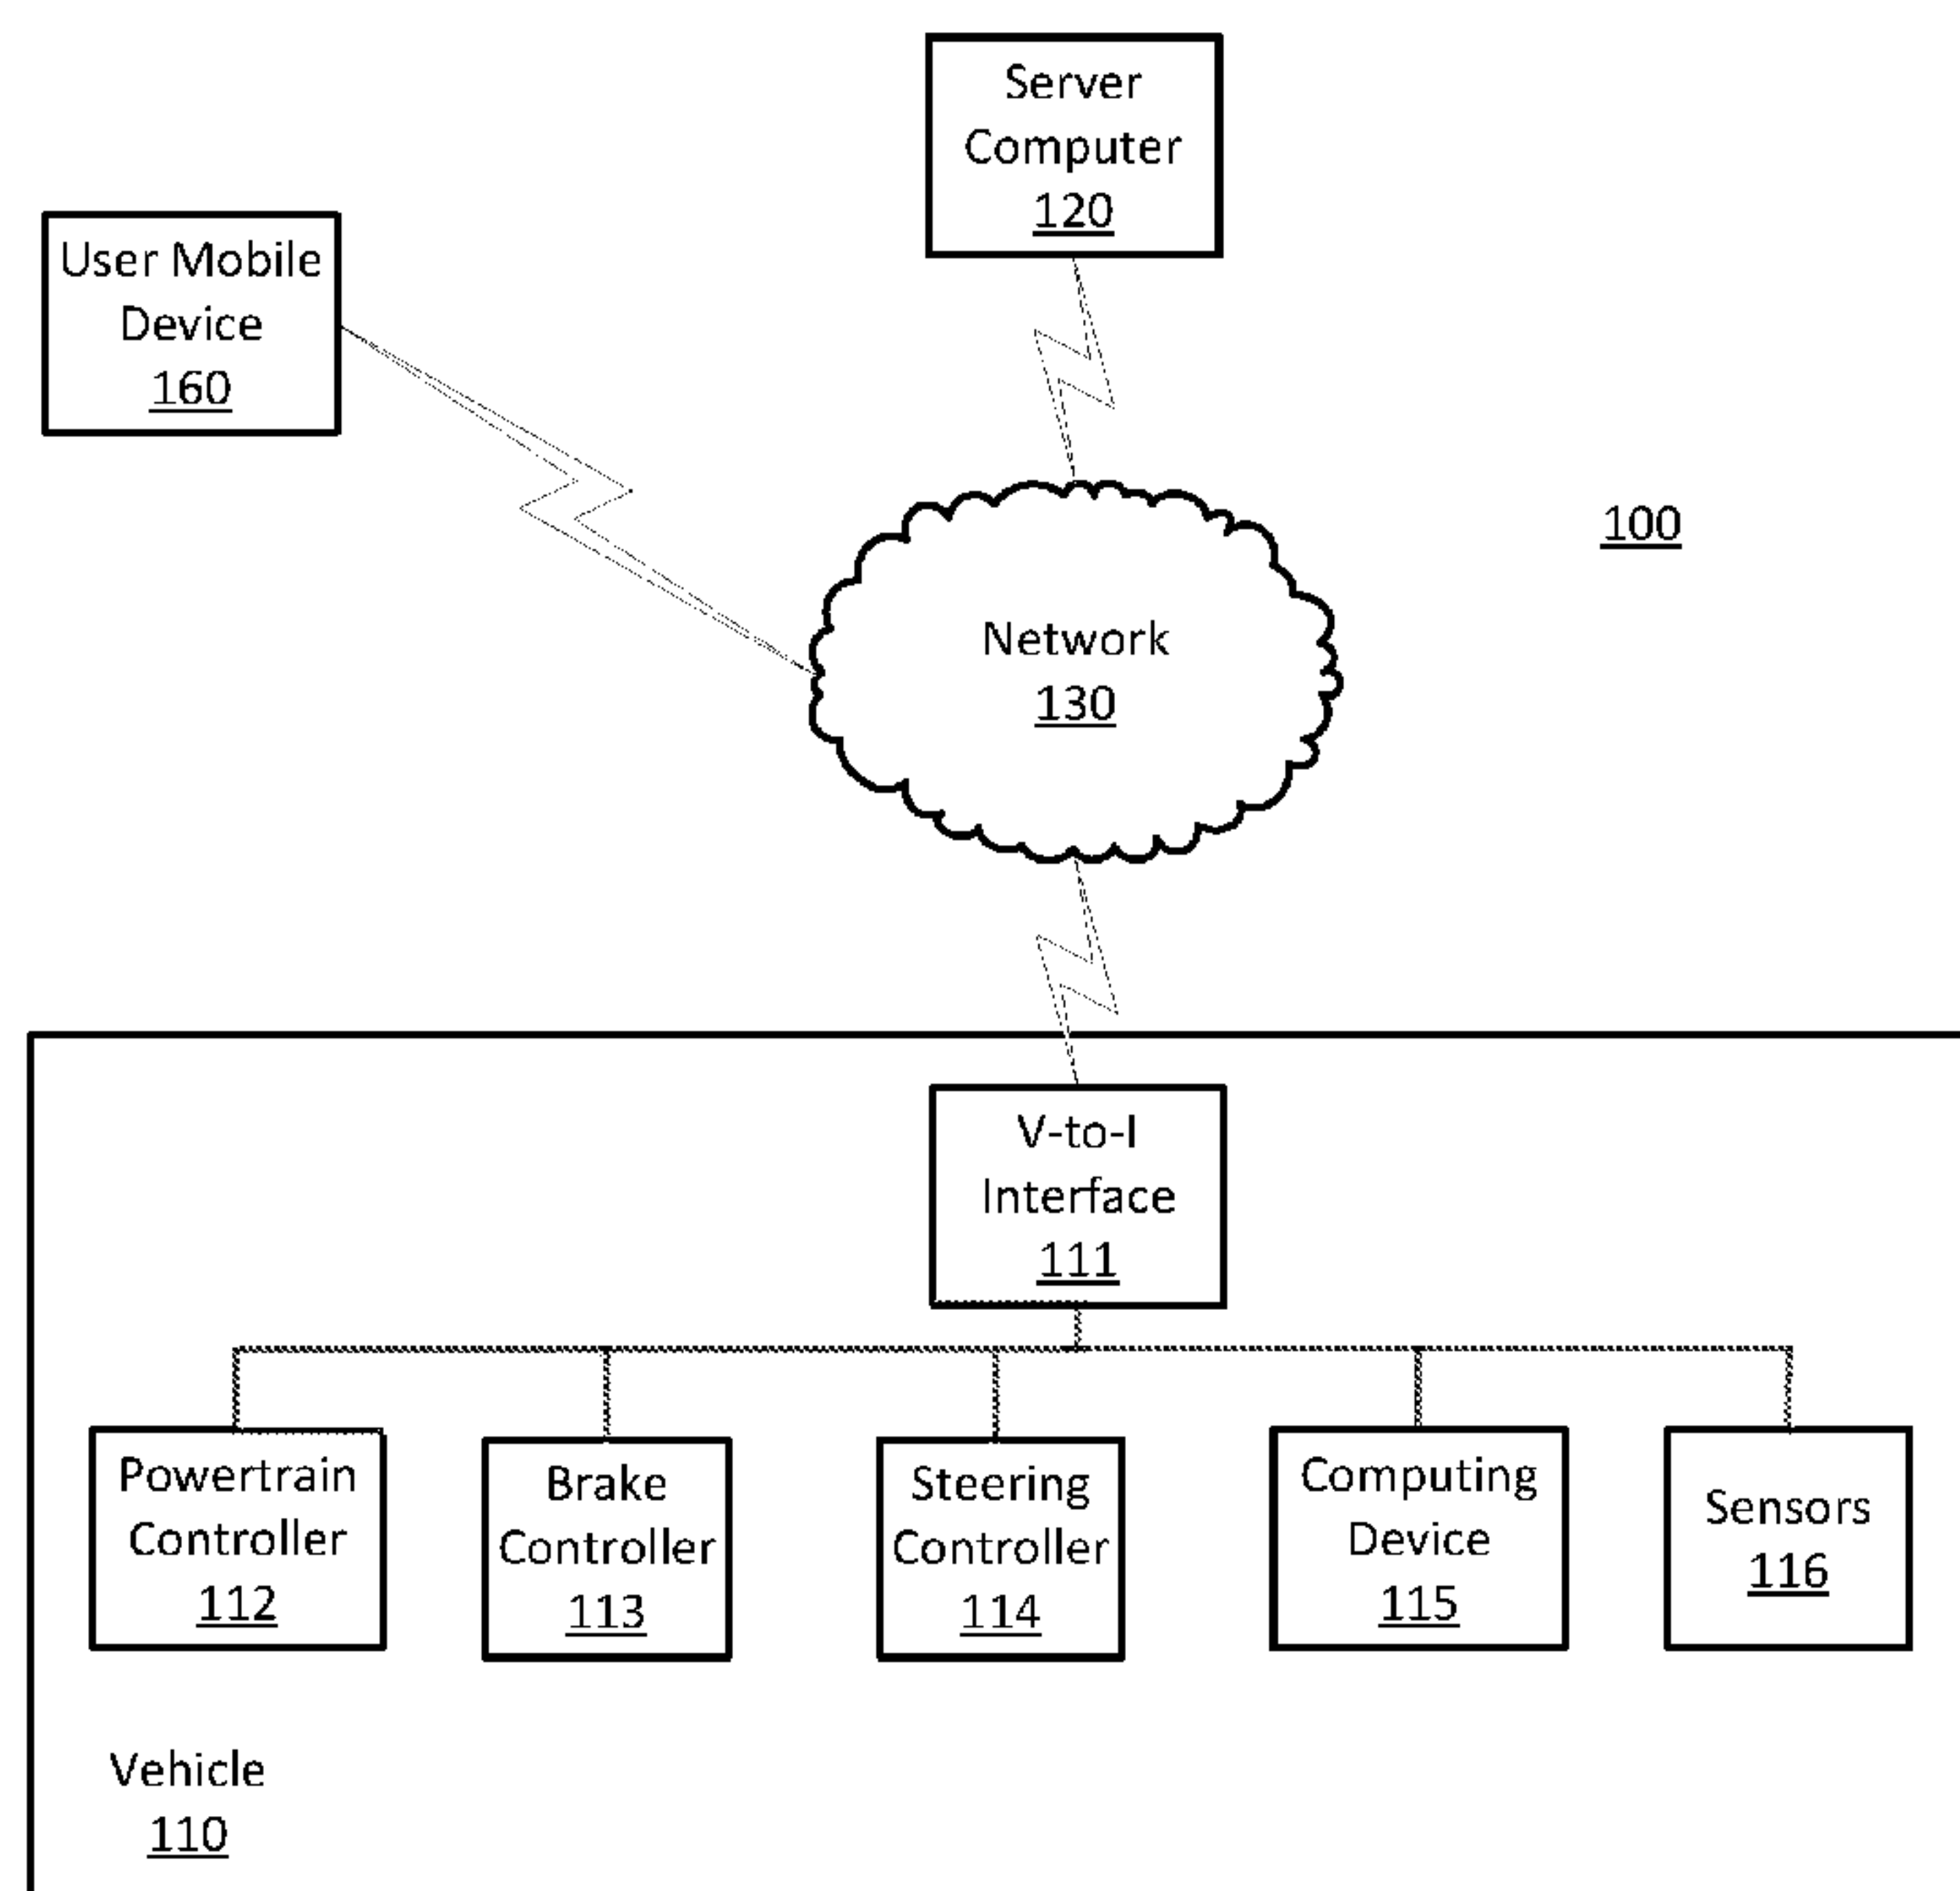 Server
Computer
120
User Mobile
Device
160
100
Network
130
V-to-I
Interface
111
Powertrain
Controller
112
Brake
Controller
113
Steering
Controller
114
Computing
Device
115
Sensors
116
Vehicle
110